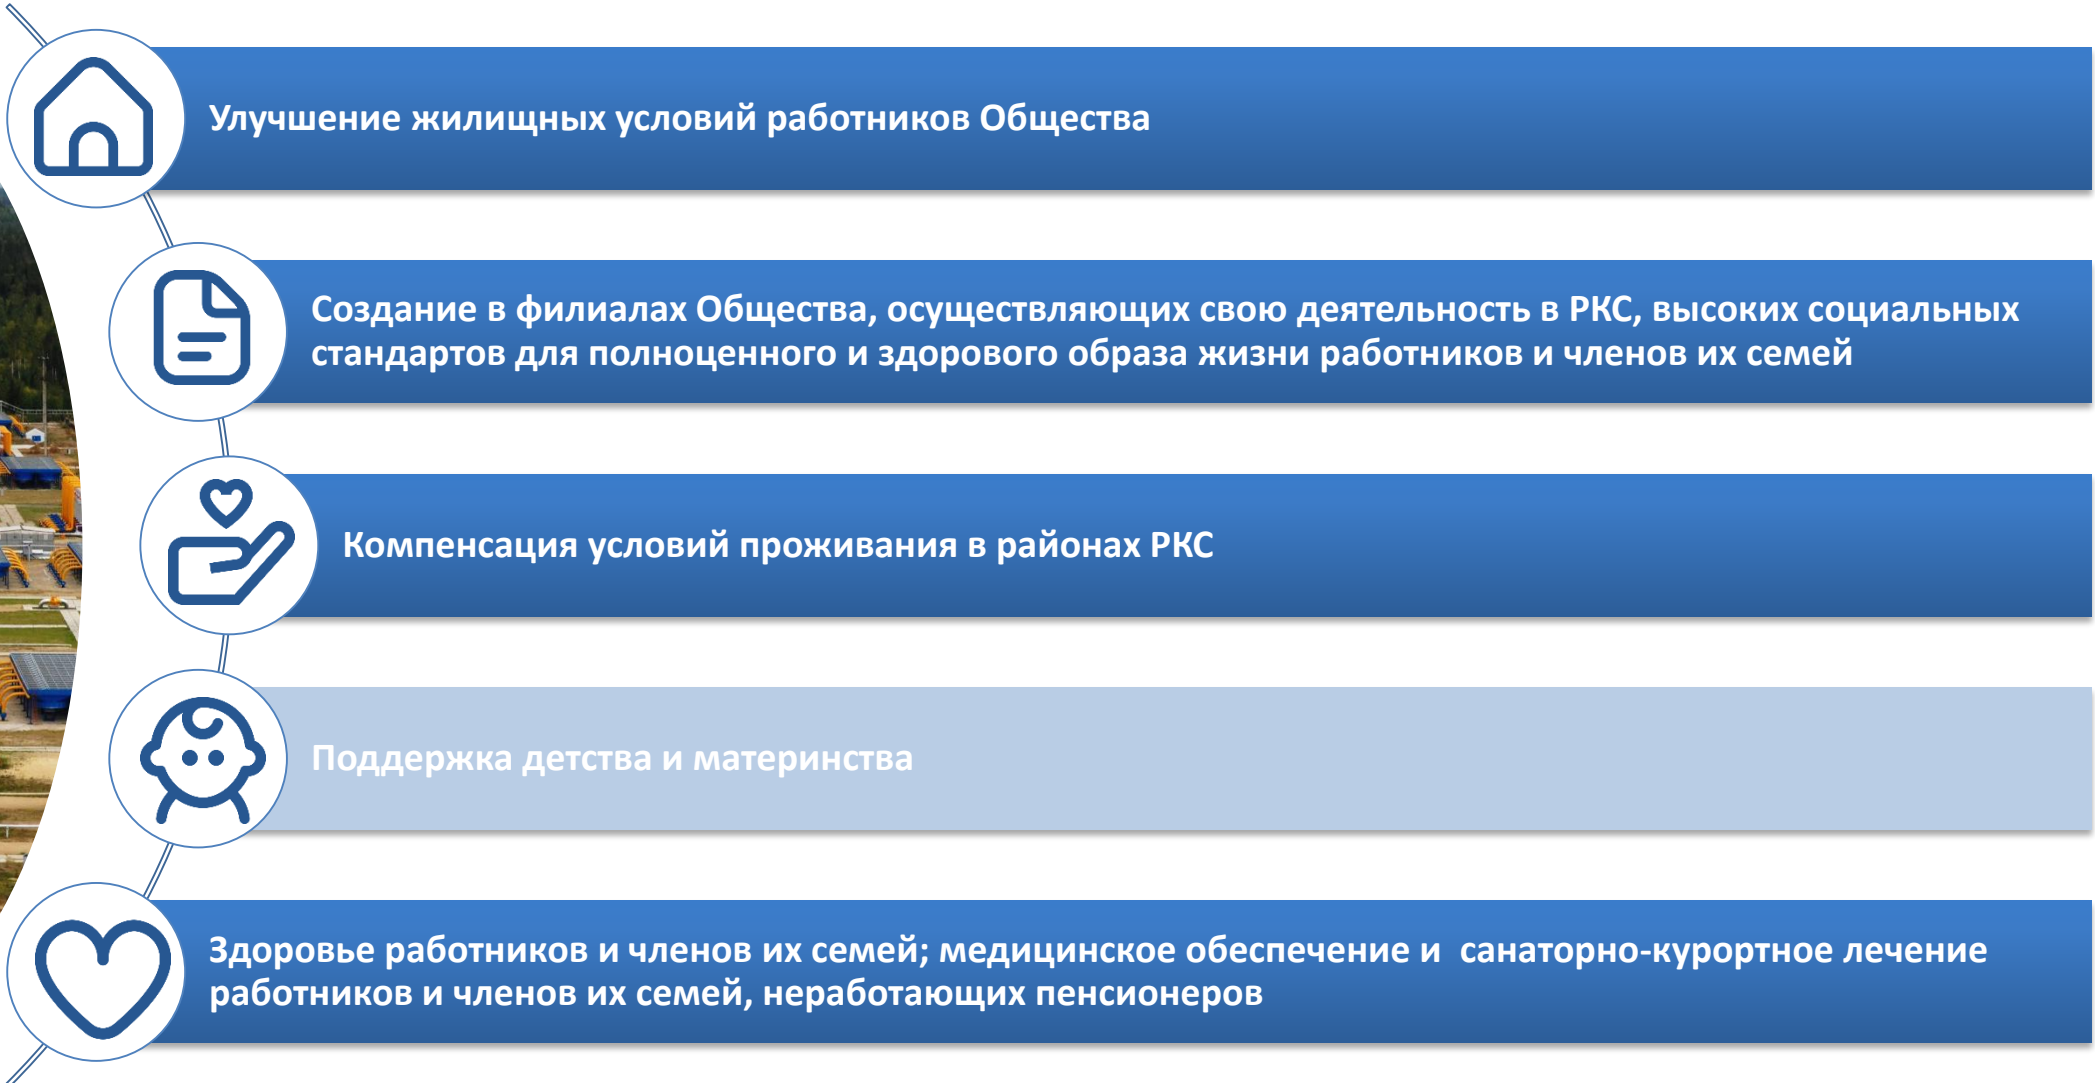 Улучшение жилищных условий работников Общества
Создание в филиалах Общества, осуществляющих свою деятельность в РКС, высоких социальных
стандартов для полноценного и здорового образа жизни работников и членов их семей
Компенсация условий проживания в районах РКС
Поддержка детства и материнства
Здоровье работников и членов их семей; медицинское обеспечение и  санаторно-курортное лечение
работников и членов их семей, неработающих пенсионеров